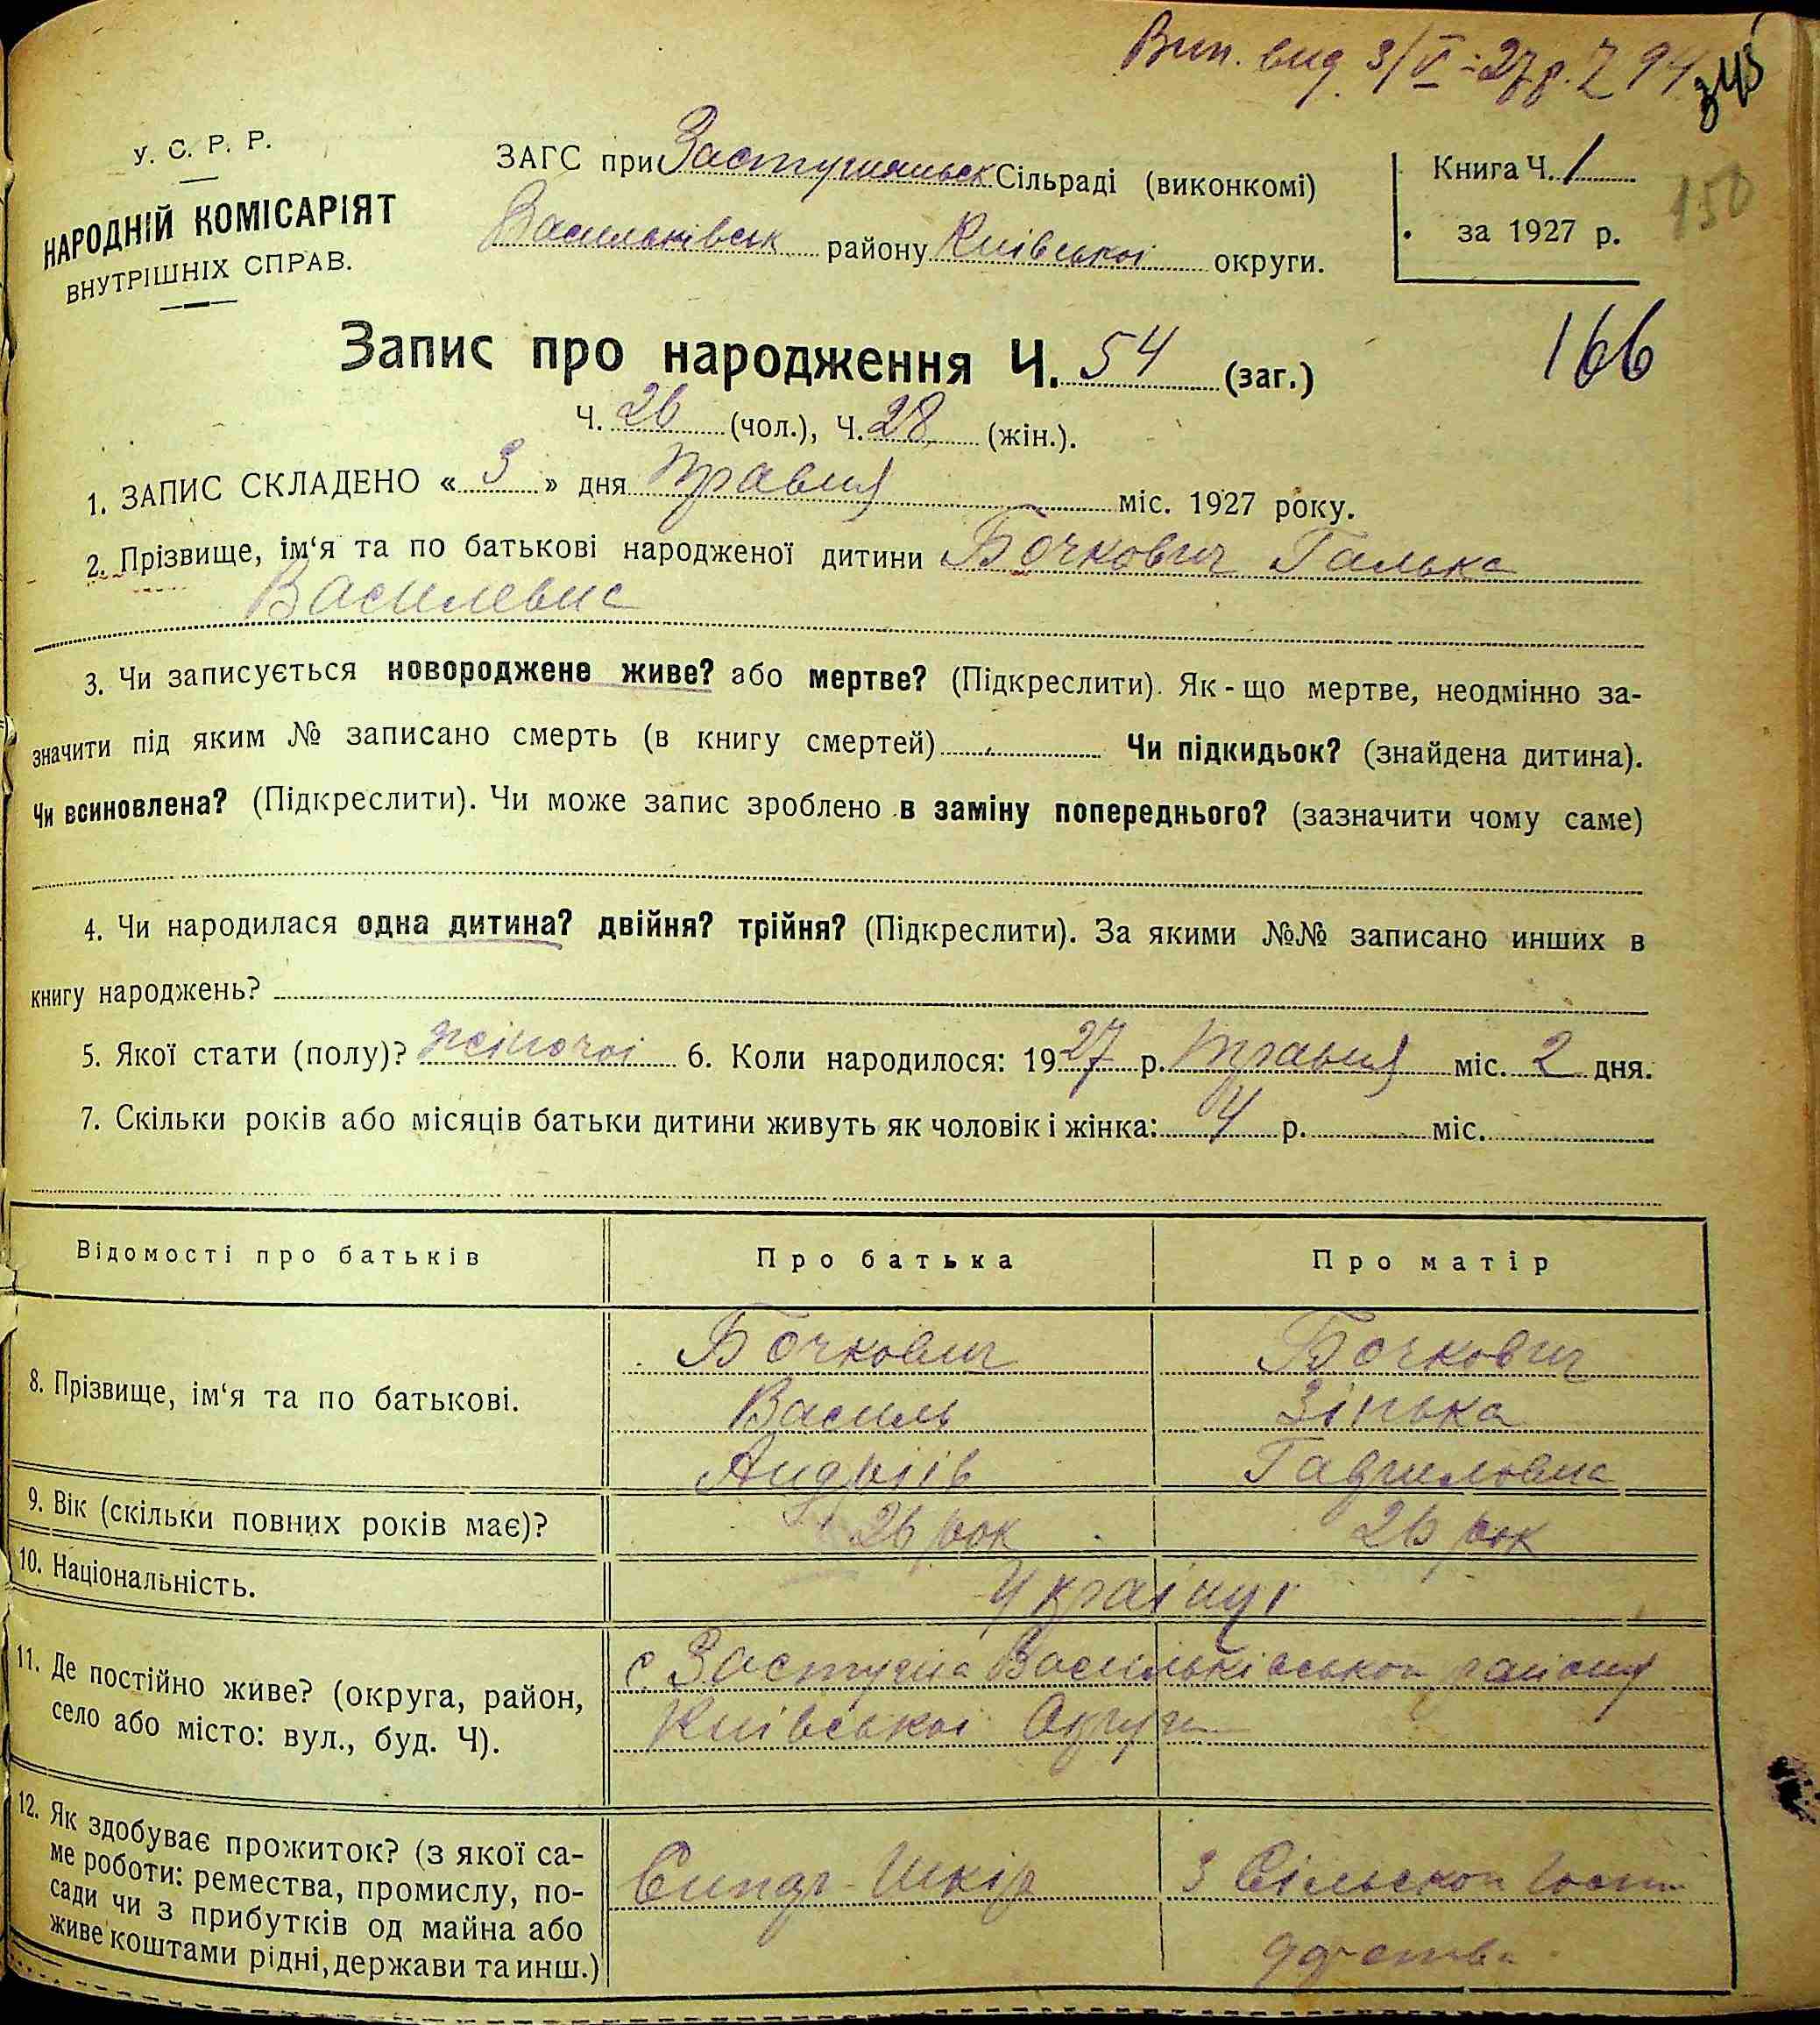 Вип. вид. 3/V-27р. Z 94
345
У. С. Р. Р.
НАРОДНІЙ КОМІСАРІЯТ
ВНУТРІШНІХ СПРАВ.
ЗАГС при Застугнянськ Сільраді (виконкомі)
Васильківськ району Київської округи.
Книга Ч. 1
за 1927 р.
150
166
Запис про народження Ч. 54 (заг.)
Ч. 26 (чол.), Ч. 28 (жін.).
1. ЗАПИС СКЛАДЕНО « 3 » дня травня міс. 1927 року.
2. Прізвище, ім‘я та по батькові народженої дитини Бочкович Галька
Василевна
3. Чи записується новороджене живе? або мертве? (Підкреслити). Як-що мертве, неодмінно за-
значити під яким № записано смерть (в книгу смертей) Чи підкидьок? (знайдена дитина).
Чи всиновлена? (Підкреслити). Чи може запис зроблено в заміну попереднього? (зазначити чому саме)
4. Чи народилася одна дитина? двійня? трійня? (Підкреслити). За якими №№ записано инших в
книгу народжень?
5. Якої стати (полу)? жіночої 6. Коли народилося: 1927 р. травня міс. 2 дня.
7. Скільки років або місяців батьки дитини живуть як чоловік і жінка: 4 р. міс.
Відомості про батьків Про батька Про матір
8. Прізвище, ім‘я та по батькові.
Бочкович Бочкович
Василь Зінька
Андріїв Гавриловна
9. Вік (скільки повних років має)? 26 рок 26 рок
10. Національність. Українці
11. Де постійно живе? (округа, район,
село або місто: вул., буд. Ч).
с. Застугна Васильківського району
Київської Округи
12. Як здобуває прожиток? (з якої са-
ме роботи: ремества, промислу, по-
сади чи з прибутків од майна або
живе коштами рідні, держави та инш.)
Шкір
з Сільского Госпо
дарства